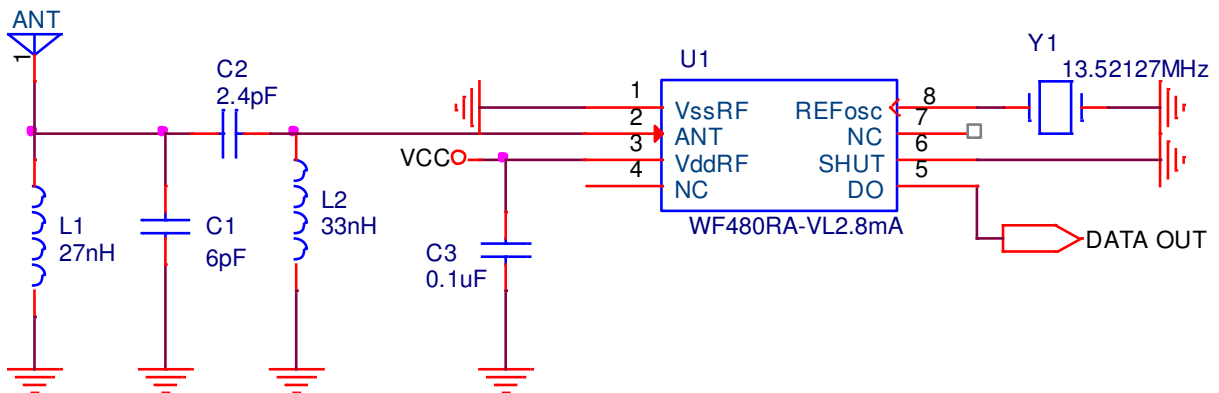 ANT
1
L1
27nH
C1
6pF
C2
2.4pF
L2
33nH
VCC
C3
0.1uF
U1
1
VssRF
2
ANT
3
VddRF
4
NC
REFosc
8
NC
7
SHUT
6
DO
5
WF480RA-VL2.8mA
Y1
13.52127MHz
DATA OUT